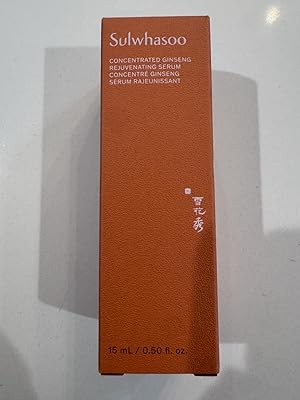 Sulwhasoo
CONCENTRATED GINSENG
REJUVENATING SERUM
CONCENTRÉ GINSENG
SÉRUM RAJEUNISSANT
雪花秀
15 mL / 0.50 fl. oz.